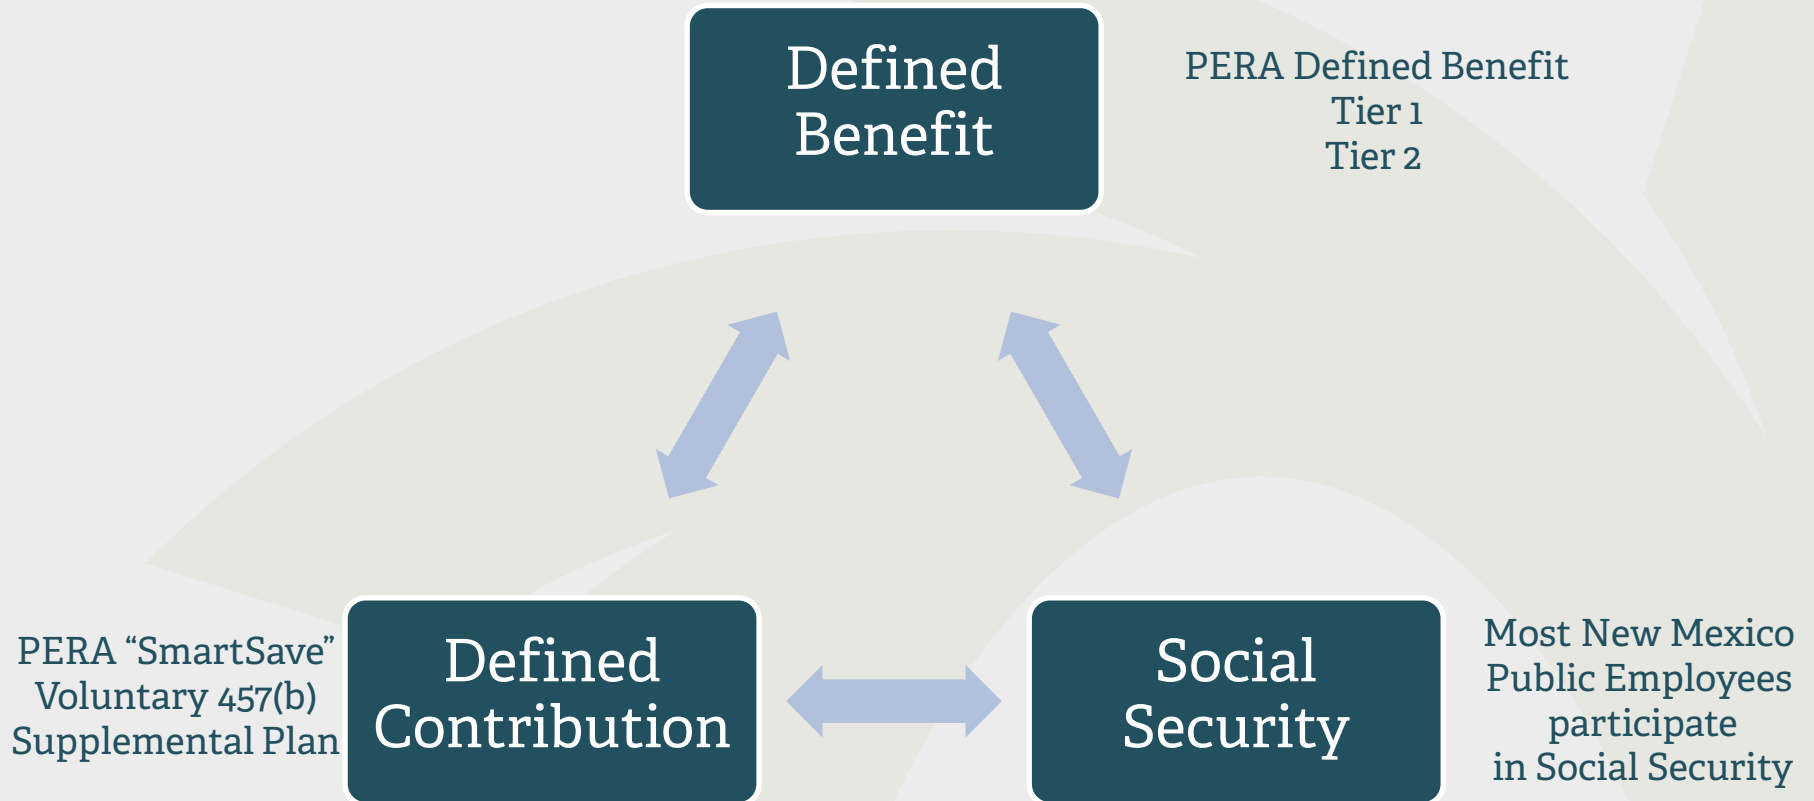 Defined
Benefit
PERA Defined Benefit
Tier 1
Tier 2
PERA “SmartSave”
Voluntary 457(b)
Supplemental Plan
Defined
Contribution
Social
Security
Most New Mexico
Public Employees
participate
in Social Security